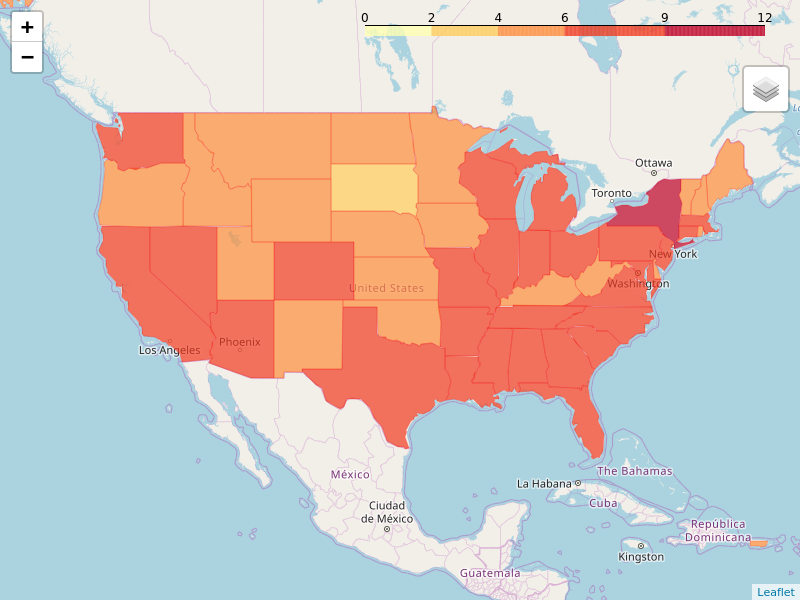 +
−
0 2 4 6 9 12
Ottawa
Toronto
New York
Washington
United States
Los Angeles
Phoenix
México
Ciudad
de México
La Habana
The Bahamas
Cuba
República
Dominicana
Kingston
Guatemala
Leaflet